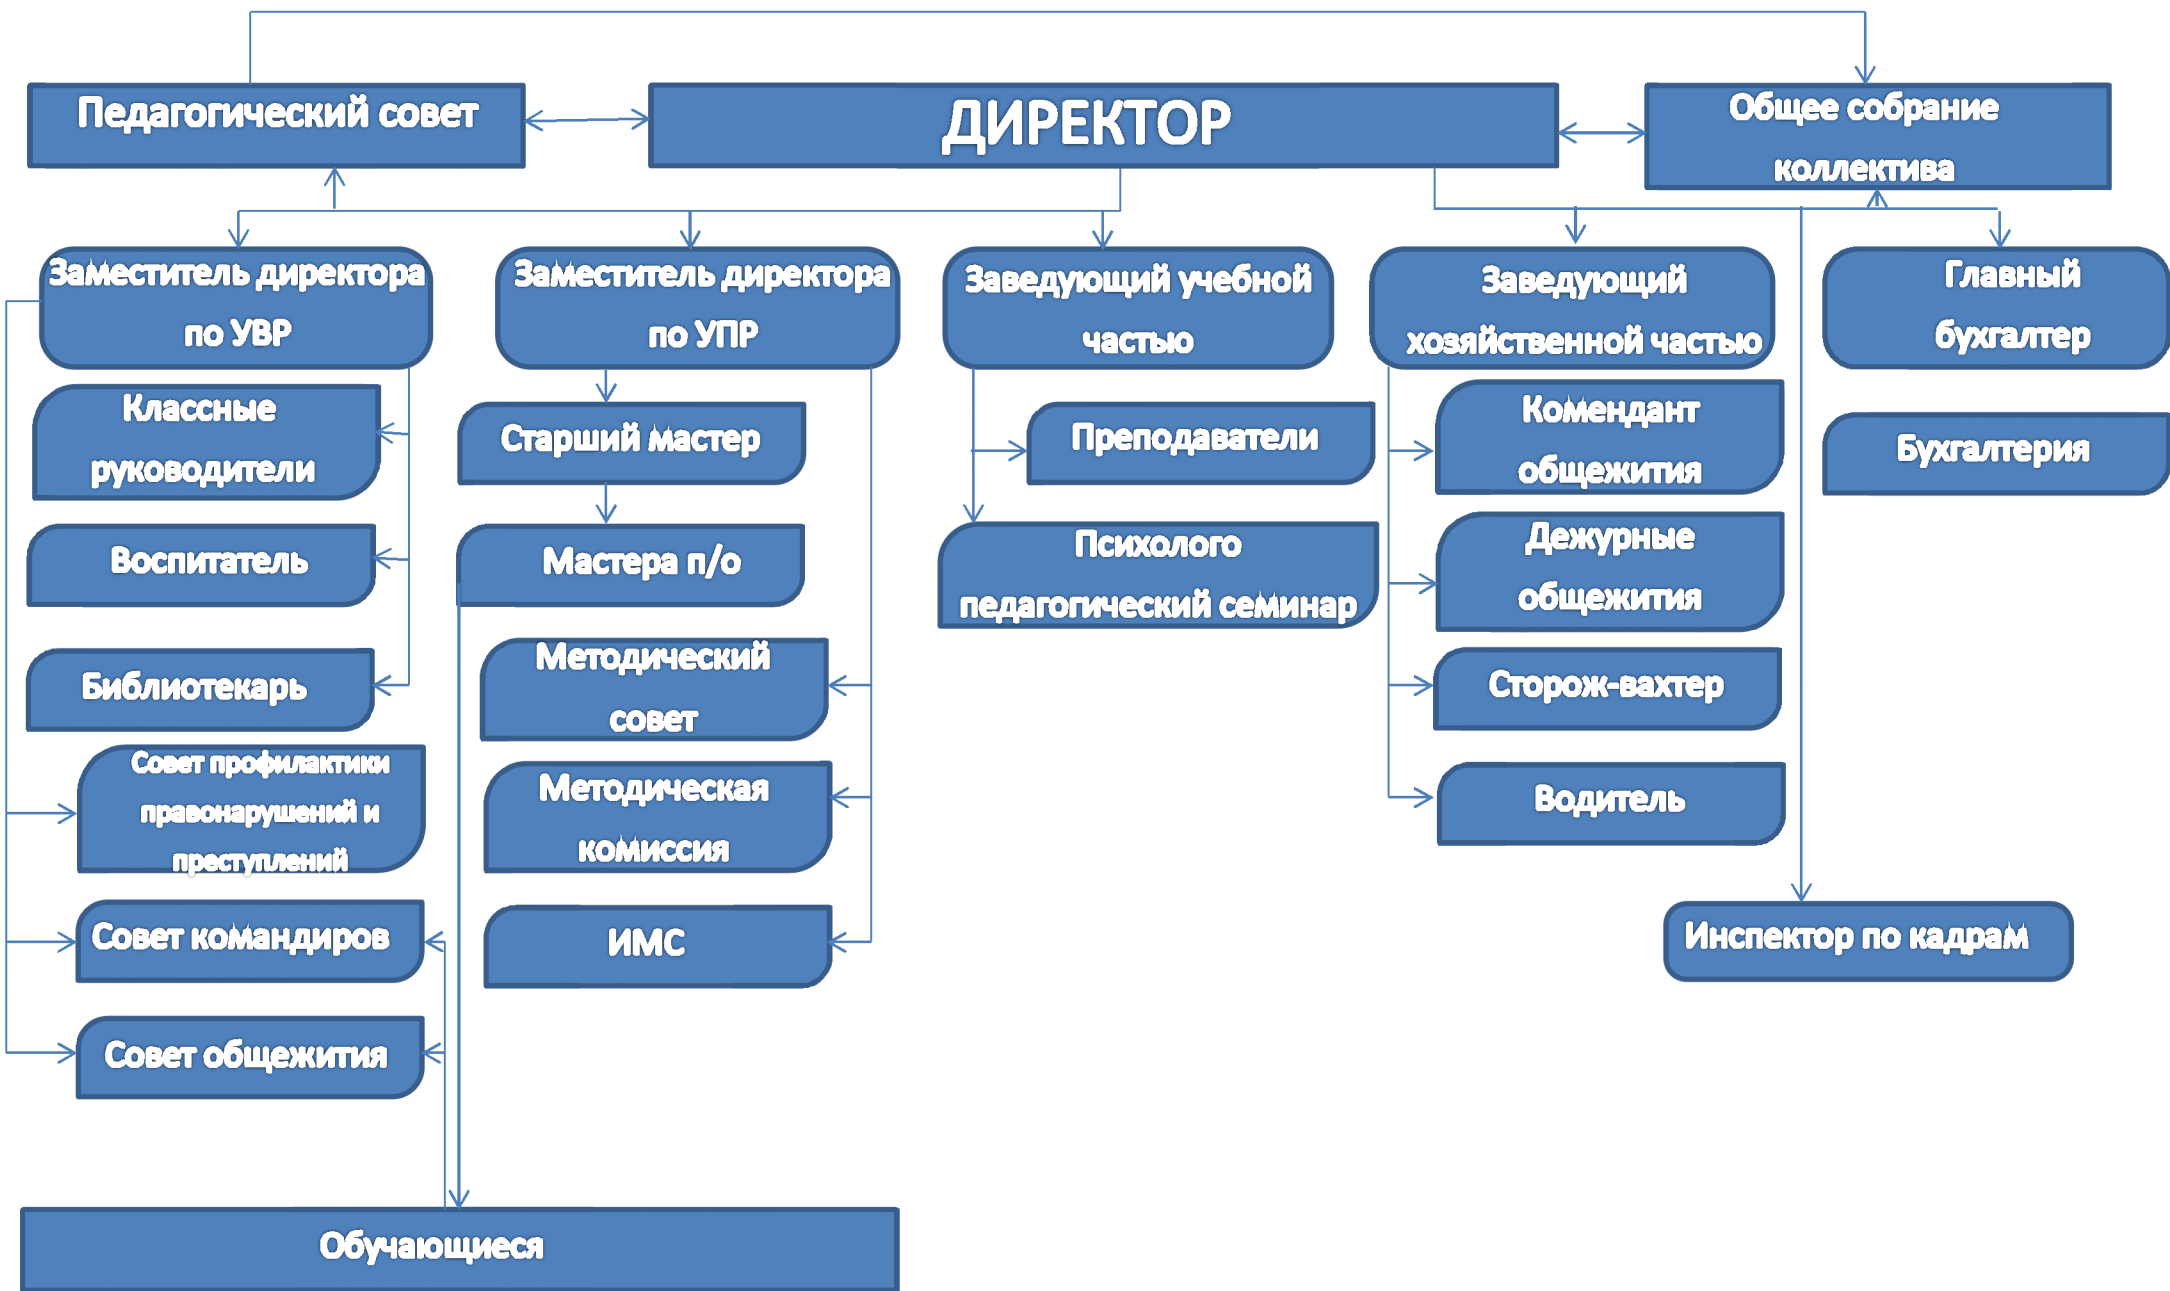 Педагогический совет
ДИРЕКТОР
Общее собрание
коллектива
Заместитель директора
по УВР
Заместитель директора
по УПР
Заведующий учебной
частью
Заведующий
хозяйственной частью
Главный
бухгалтер
Классные
руководители
Воспитатель
Библиотекарь
Совет профилактики
правонарушений и
преступлений
Совет командиров
Совет общежития
Старший мастер
Мастера п/о
Методический
совет
Методическая
комиссия
ИМС
Преподаватели
Психолого
педагогический семинар
Комендант
общежития
Дежурные
общежития
Сторож-вахтер
Водитель
Бухгалтерия
Инспектор по кадрам
Обучающиеся